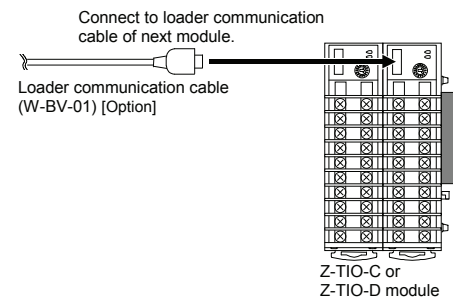 Connect to loader communication
cable of next module.
Loader communication cable
(W-BV-01) [Option]
Z-TIO-C or
Z-TIO-D module